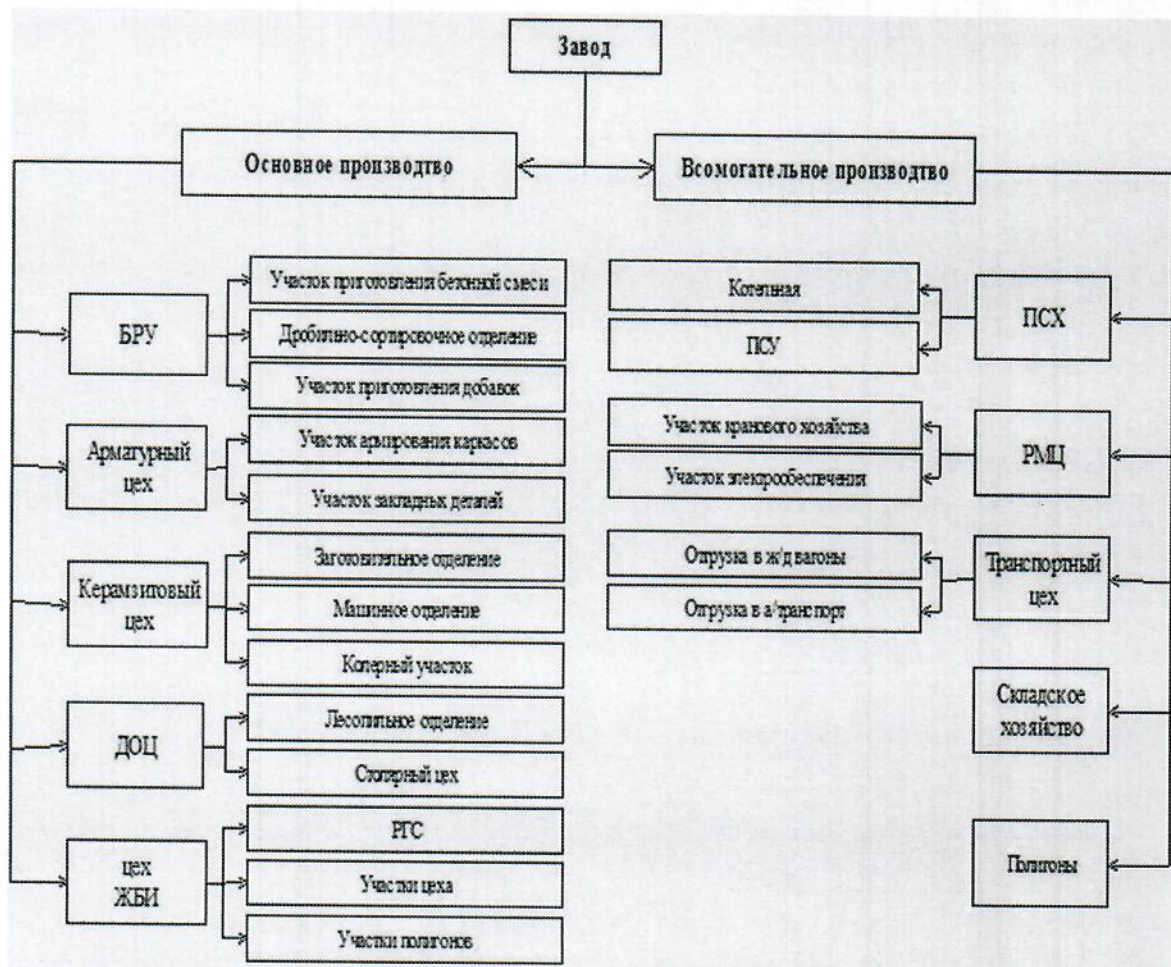 Завод
Основное производтво
Всомогательное производтво
БРУ
Участок приготовления бетонной смеси
Дробильно-сортировочное отделение
Участок приготовления добавок
Арматурный
цех
Участок армирования каркасов
Участок закладных деталей
Керамзитовый
цех
Заготовительное отделение
Машинное отделение
Колерный участок
ДОЦ
Лесопильное отделение
Столярный цех
цех
ЖБИ
РГС
Участки цеха
Участки полигонов
Котельная
ПСУ
ПСХ
Участок кранового хозяйства
Участок электрообеспечения
РМЦ
Отгрузка в ж/д вагоны
Отгрузка в а/транспорт
Транспортный
цех
Складское
хозяйство
Полигоны